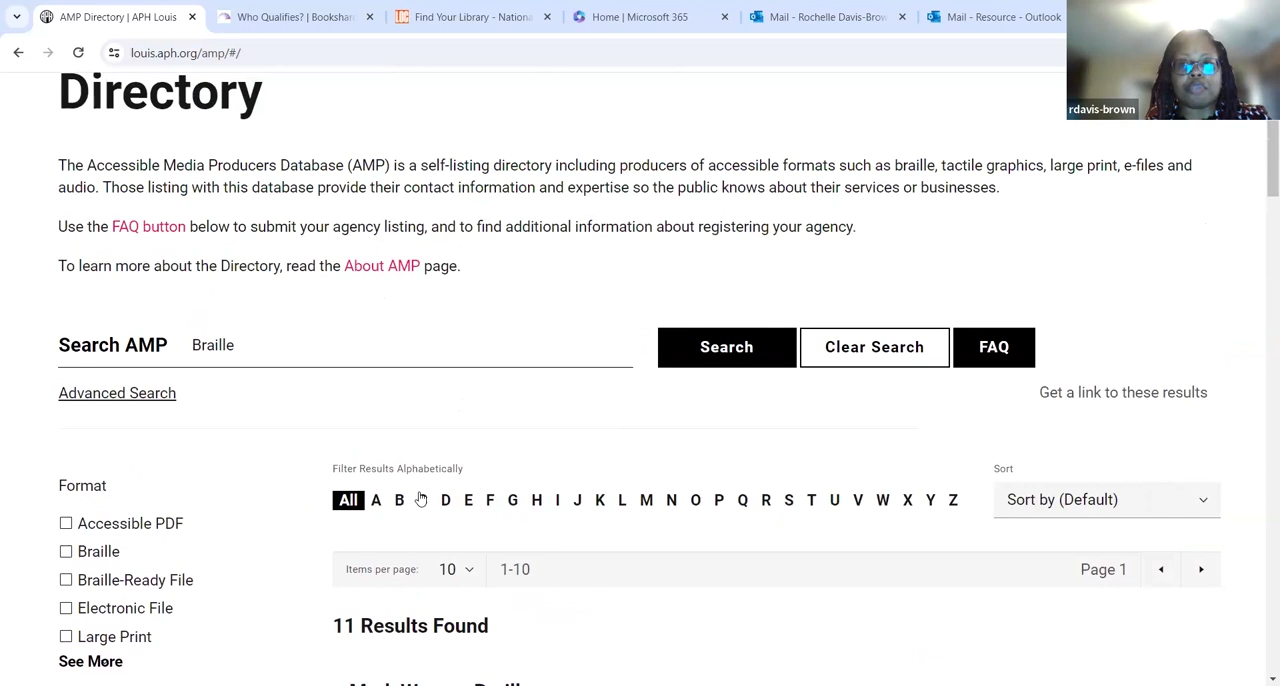 AMP Directory | APH Louis
Who Qualifies? | Bookshar
Find Your Library - Nationa
Home | Microsoft 365
Mail - Rochelle Davis-Brow
Mail - Resource - Outlook
louis.aph.org/amp/#/
rdavis-brown
Directory
The Accessible Media Producers Database (AMP) is a self-listing directory including producers of accessible formats such as braille, tactile graphics, large print, e-files and
audio. Those listing with this database provide their contact information and expertise so the public knows about their services or businesses.
Use the FAQ button below to submit your agency listing, and to find additional information about registering your agency.
To learn more about the Directory, read the About AMP page.
Search AMP Braille Search Clear Search FAQ
Advanced Search Get a link to these results
Filter Results Alphabetically
Sort
Format
All A B D E F G H I J K L M N O P Q R S T U V W X Y Z
Sort by (Default)
Accessible PDF
Braille
Braille-Ready File
Electronic File
Large Print
See More
Items per page: 10 1-10 Page 1
11 Results Found